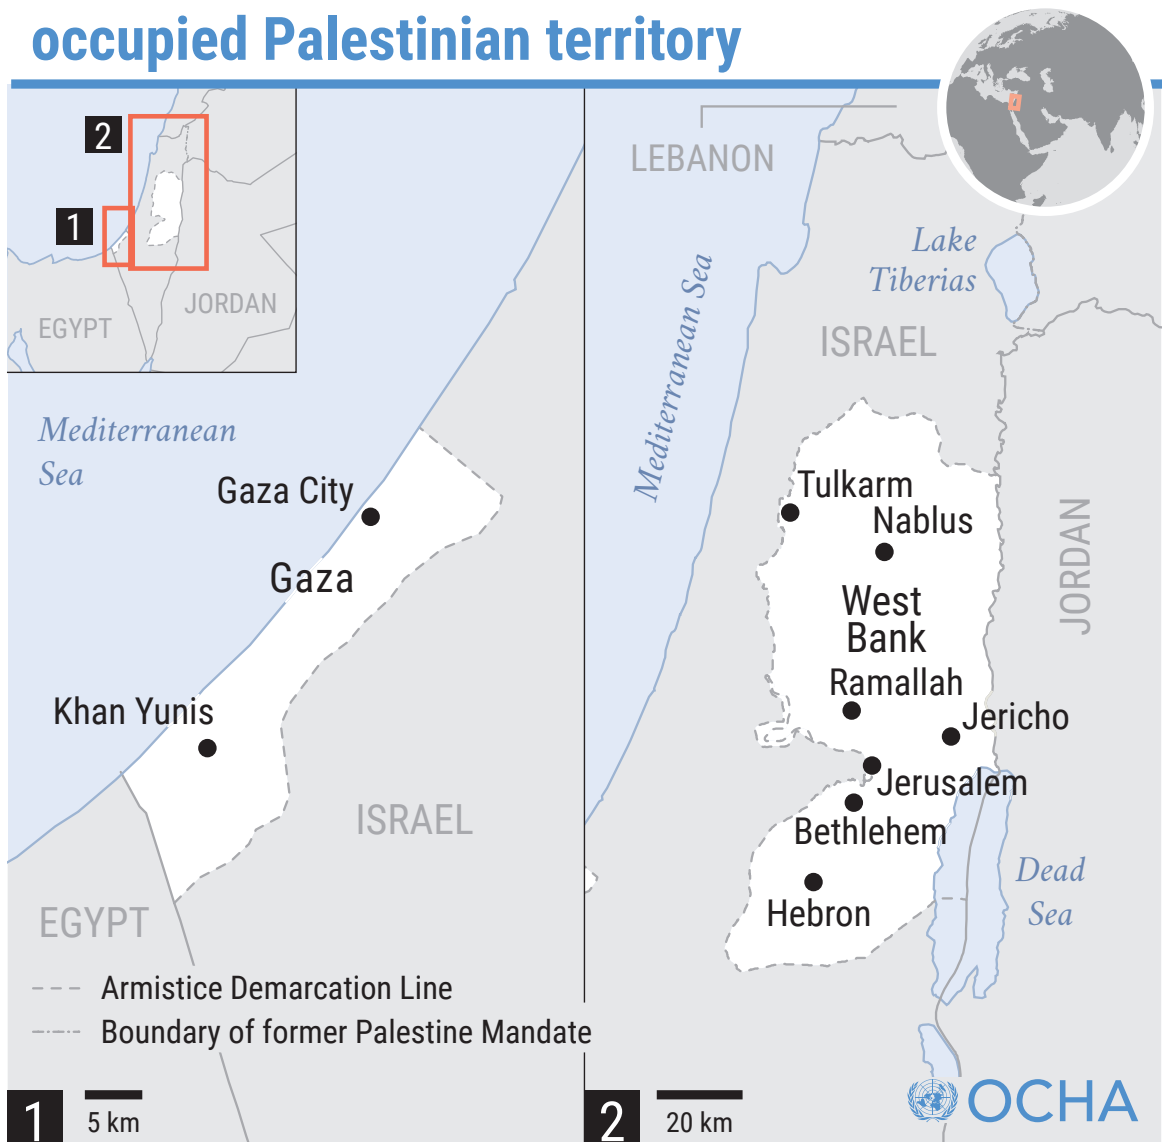 occupied Palestinian territory
2
1
JORDAN
EGYPT
Mediterranean
Sea
Gaza City
Gaza
Khan Yunis
ISRAEL
EGYPT
Armistice Demarcation Line
Boundary of former Palestine Mandate
1
5 km
LEBANON
Lake
Tiberias
Mediterranean Sea
ISRAEL
Tulkarm
Nablus
JORDAN
West
Bank
Ramallah
Jericho
Jerusalem
Bethlehem
Dead
Sea
Hebron
2
20 km
OCHA